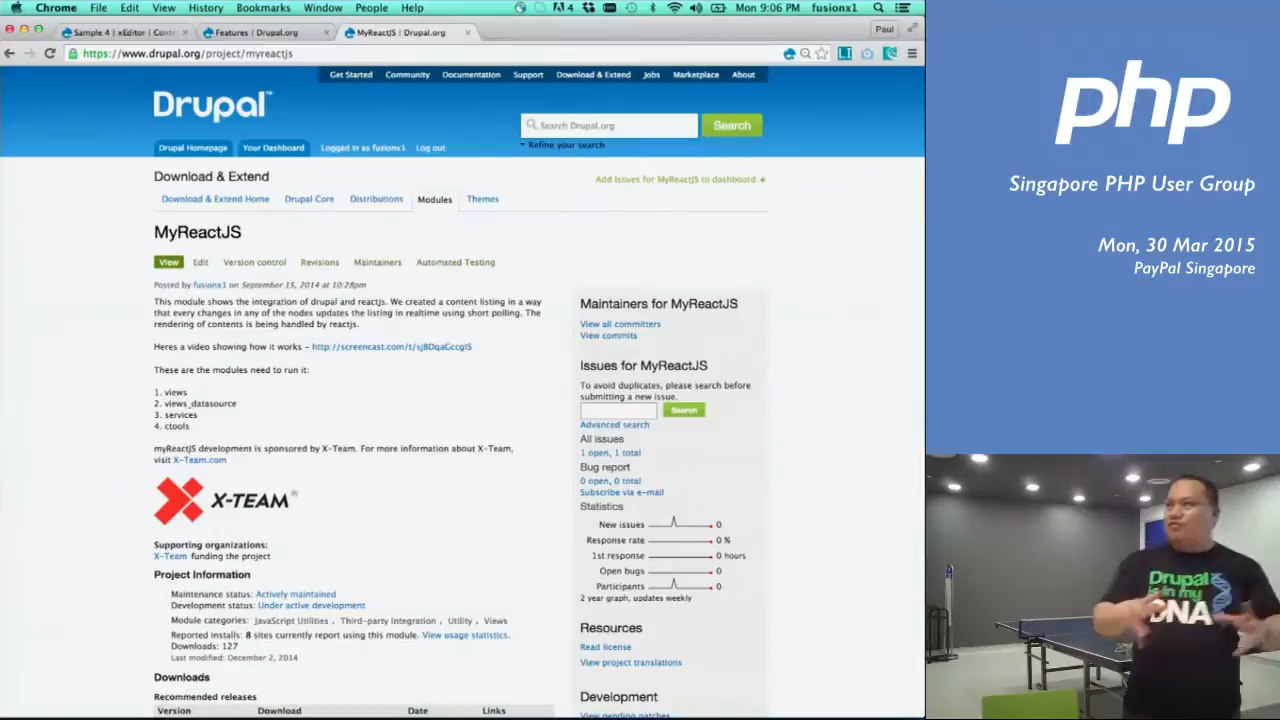 Chrome File Edit View History Bookmarks Window People Help
4 Mon 9:06 PM fusionx1
Sample 4 | xEditor | Cont
Features | Drupal.org
MyReactJS | Drupal.org
Paul
https://www.drupal.org/project/myreactjs
Get Started Community Documentation Support Download & Extend Jobs Marketplace About
Drupal™
Search Drupal.org
Search
Refine your search
Drupal Homepage Your Dashboard Logged in as fusionx1 Log out
Download & Extend
Add Issues for MyReactJS to dashboard +
Download & Extend Home Drupal Core Distributions Modules Themes
MyReactJS
View Edit Version control Revisions Maintainers Automated Testing
Posted by fusionx1 on September 15, 2014 at 10:28pm
This module shows the integration of drupal and reactjs. We created a content listing in a way
that every changes in any of the nodes updates the listing in realtime using short polling. The
rendering of contents is being handled by reactjs.
Heres a video showing how it works - http://screencast.com/t/sjBDqaGccgIS
These are the modules need to run it:
1. views
2. views_datasource
3. services
4. ctools
myReactJS development is sponsored by X-Team. For more information about X-Team,
visit X-Team.com
X-TEAM®
Supporting organizations:
X-Team funding the project
Project Information
Maintenance status: Actively maintained
Development status: Under active development
Module categories: JavaScript Utilities , Third-party Integration , Utility , Views
Reported installs: 8 sites currently report using this module. View usage statistics.
Downloads: 127
Last modified: December 2, 2014
Downloads
Recommended releases
Version Download Date Links
Maintainers for MyReactJS
View all committers
View commits
Issues for MyReactJS
To avoid duplicates, please search before
submitting a new issue.
Search
Advanced search
All issues
1 open, 1 total
Bug report
0 open, 0 total
Subscribe via e-mail
Statistics
New issues 0
Response rate 0 %
1st response 0 hours
Open bugs 0
Participants 0
2 year graph, updates weekly
Resources
Read license
View project translations
Development
View pending patches
php
Singapore PHP User Group
Mon, 30 Mar 2015
PayPal Singapore
Drupal
is in my
DNA